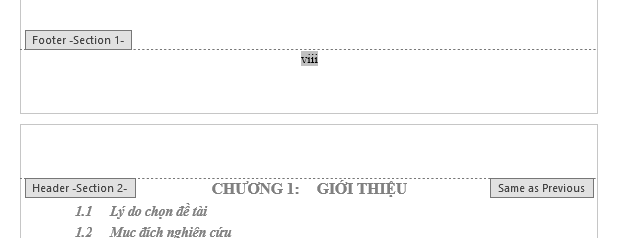 Footer -Section 1-
viii
Header -Section 2-
CHƯƠNG 1: GIỚI THIỆU
Same as Previous
1.1 Lý do chọn đề tài
1.2 Mục đích nghiên cứu